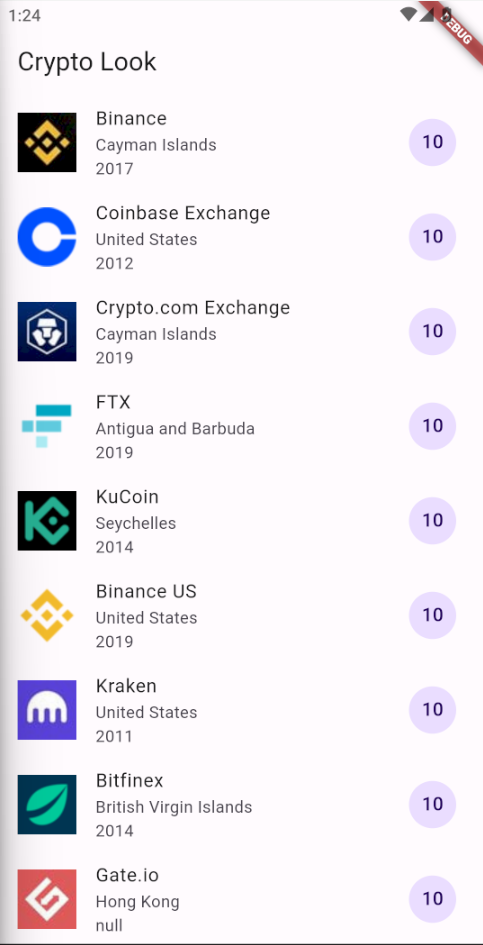 1:24
DEBUG
Crypto Look
Binance
Cayman Islands
2017
10
Coinbase Exchange
United States
2012
10
Crypto.com Exchange
Cayman Islands
2019
10
FTX
Antigua and Barbuda
2019
10
KuCoin
Seychelles
2014
10
Binance US
United States
2019
10
Kraken
United States
2011
10
Bitfinex
British Virgin Islands
2014
10
Gate.io
Hong Kong
null
10